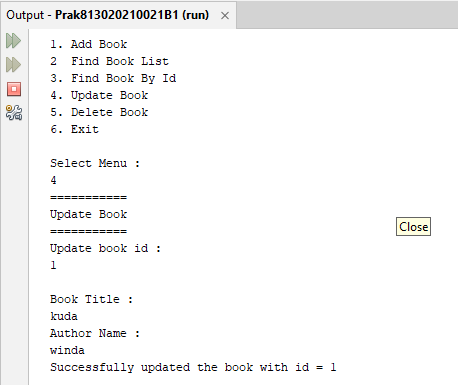 Output - Prak813020210021B1 (run) ×
1. Add Book
2  Find Book List
3. Find Book By Id
4. Update Book
5. Delete Book
6. Exit
Select Menu :
4
===========
Update Book
===========
Close
Update book id :
1
Book Title :
kuda
Author Name :
winda
Successfully updated the book with id = 1